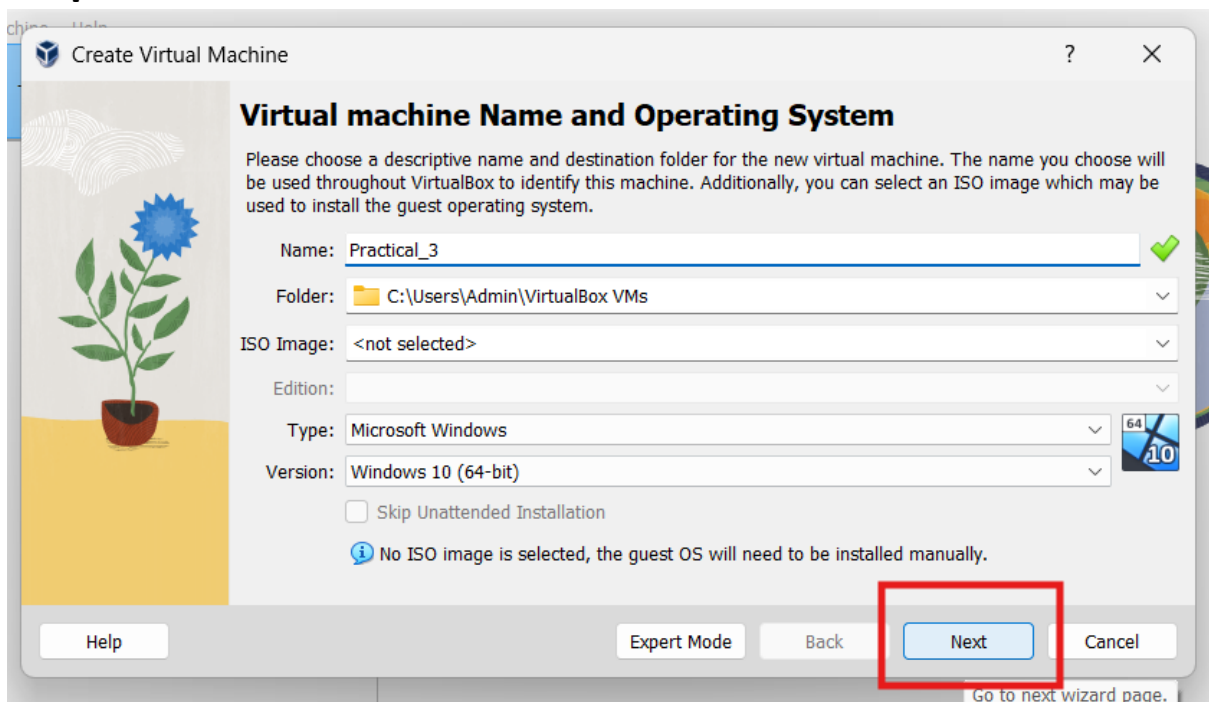 Create Virtual Machine
?
Virtual machine Name and Operating System
Please choose a descriptive name and destination folder for the new virtual machine. The name you choose will
be used throughout VirtualBox to identify this machine. Additionally, you can select an ISO image which may be
used to install the guest operating system.
Name: Practical_3
Folder: C:\Users\Admin\VirtualBox VMs
ISO Image: <not selected>
Edition:
Type: Microsoft Windows
64
10
Version: Windows 10 (64-bit)
Skip Unattended Installation
No ISO image is selected, the guest OS will need to be installed manually.
Help Expert Mode Back Next Cancel
Go to next wizard page.